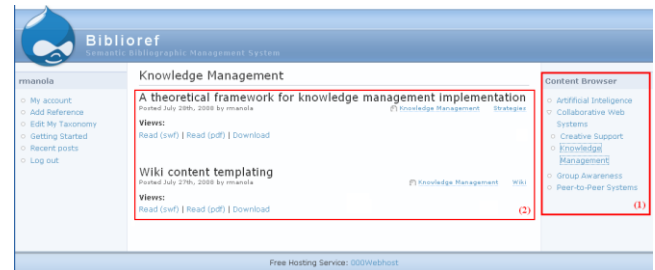 Biblioref
Semantic Bibliographic Management System
rmanola
My account
Add Reference
Edit My Taxonomy
Getting Started
Recent posts
Log out
Knowledge Management
A theoretical framework for knowledge management implementation
Posted July 28th, 2008 by rmanola
Knowledge Management Strategies
Views:
Read (swf) | Read (pdf) | Download
Wiki content templating
Posted July 27th, 2008 by rmanola
Knowledge Management Wiki
Views:
Read (swf) | Read (pdf) | Download
(2)
Content Browser
Artificial Inteligence
Collaborative Web
Systems
Creative Support
Knowledge
Management
Group Awareness
Peer-to-Peer Systems
(1)
Free Hosting Service: 000Webhost